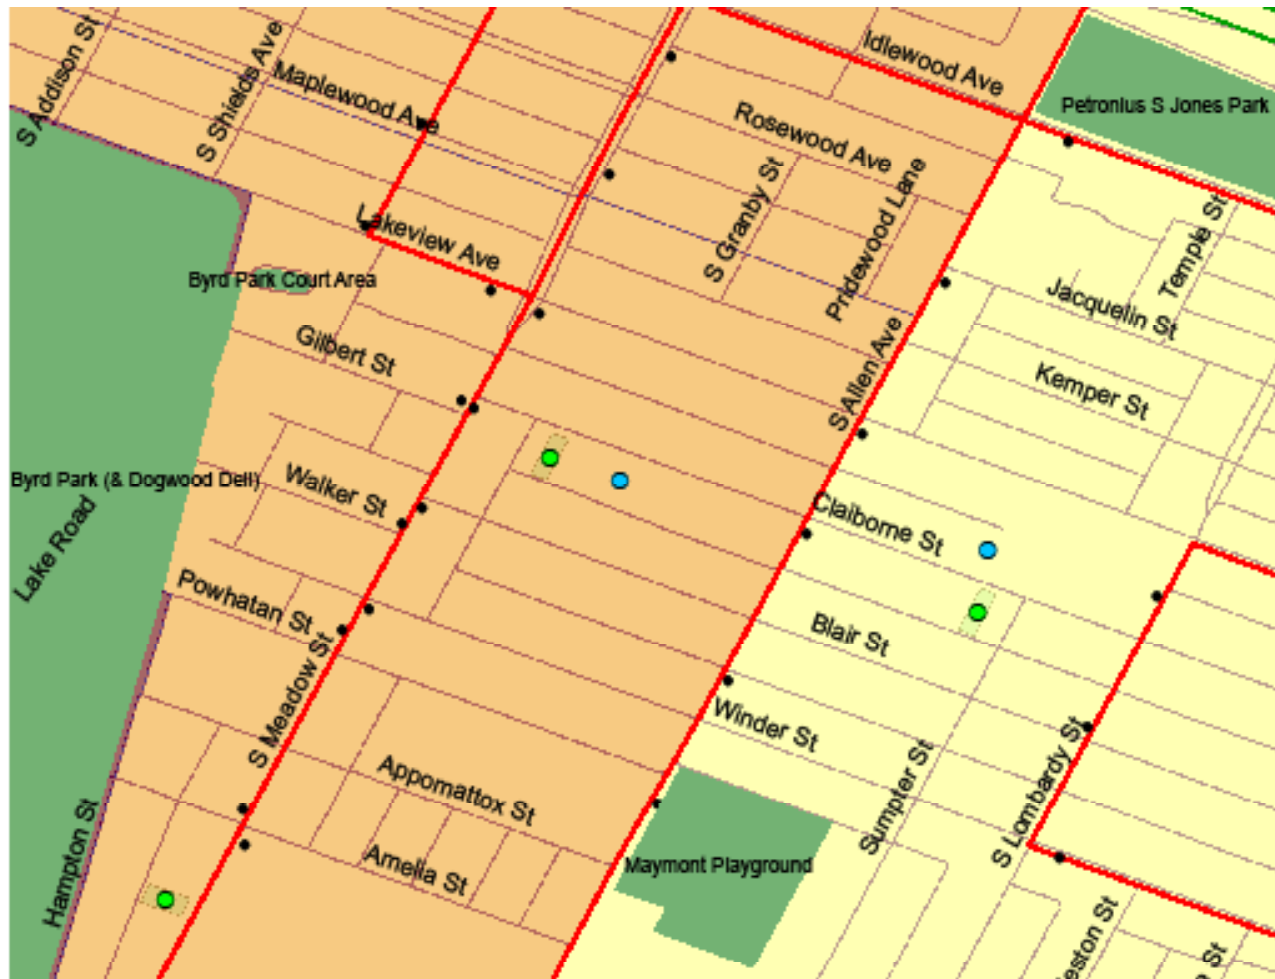 Idlewood Ave
S Addison St
S Shields Ave
Maplewood Ave
Petronius S Jones Park
Rosewood Ave
S Granby St
Pridewood Lane
Temple St
Lakeview Ave
Byrd Park Court Area
Jacquelin St
Gilbert St
S Allen Ave
Kemper St
Byrd Park (& Dogwood Dell)
Walker St
Lake Road
Claiborne St
Powhatan St
Blair St
S Meadow St
Winder St
Sumpter St
S Lombardy St
Appomattox St
Hampton St
Amelia St
Maymont Playground
eston St
St